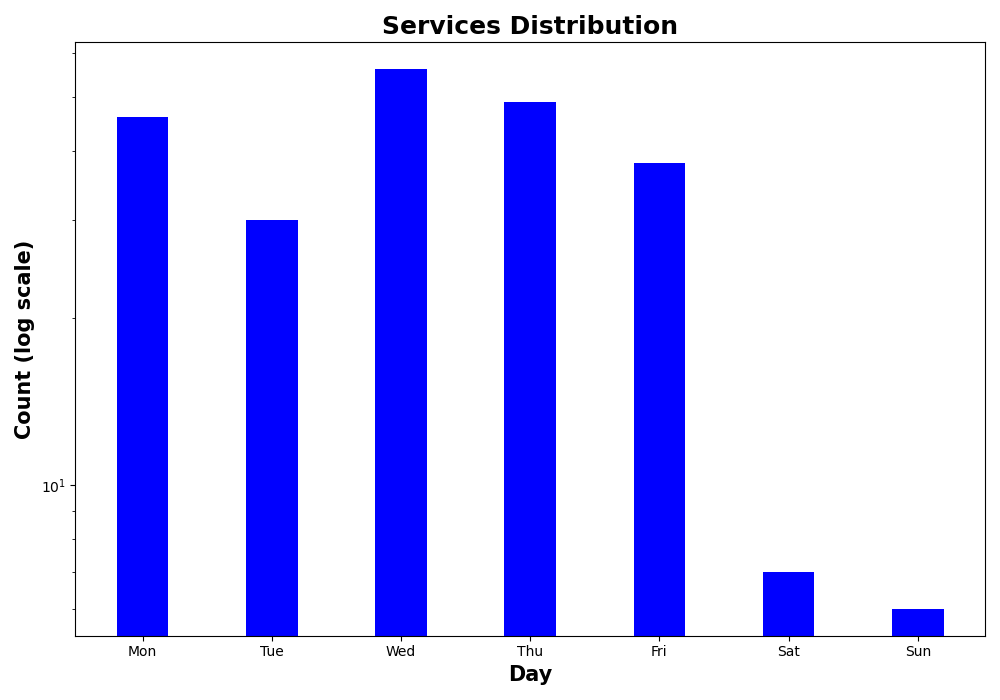 Services Distribution
Count (log scale)
10¹
Mon Tue Wed Thu Fri Sat Sun
Day